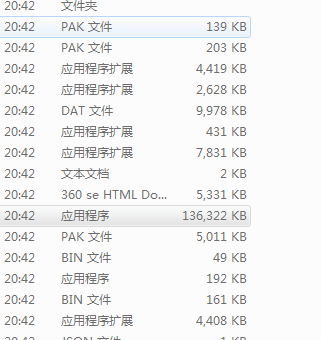 20:42 文件夹
20:42 PAK 文件 139 KB
20:42 PAK 文件 203 KB
20:42 应用程序扩展 4,419 KB
20:42 应用程序扩展 2,628 KB
20:42 DAT 文件 9,978 KB
20:42 应用程序扩展 431 KB
20:42 应用程序扩展 7,831 KB
20:42 文本文档 2 KB
20:42 360 se HTML Do... 5,331 KB
20:42 应用程序 136,322 KB
20:42 PAK 文件 5,011 KB
20:42 BIN 文件 49 KB
20:42 应用程序 192 KB
20:42 BIN 文件 161 KB
20:42 应用程序扩展 4,408 KB
20:42 JSON 文件 1 KB